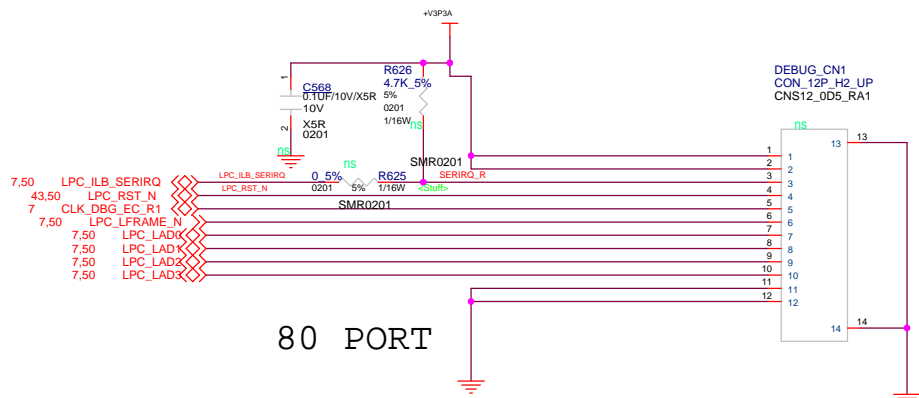 +V3P3A
1
C568
0.1UF/10V/X5R
10V
X5R
0201
2
ns
R626
4.7K_5%
5%
0201
1/16W
ns
SMR0201
DEBUG_CN1
CON_12P_H2_UP
CNS12_0D5_RA1
ns
ns
0_5%
R625
0201
5%
1/16W
SMR0201
SERIRQ_R
<Stuff>
LPC_ILB_SERIRQ
LPC_RST_N
7,50 LPC_ILB_SERIRQ
43,50 LPC_RST_N
7 CLK_DBG_EC_R1
7,50 LPC_LFRAME_N
7,50 LPC_LAD0
7,50 LPC_LAD1
7,50 LPC_LAD2
7,50 LPC_LAD3
1 1
2 2
3 3
4 4
5 5
6 6
7 7
8 8
9 9
10 10
11 11
12 12
13 13
14 14
80 PORT